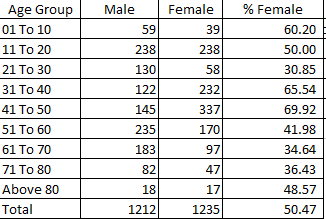 Age Group Male Female % Female
01 To 10 59 39 60.20
11 To 20 238 238 50.00
21 To 30 130 58 30.85
31 To 40 122 232 65.54
41 To 50 145 337 69.92
51 To 60 235 170 41.98
61 To 70 183 97 34.64
71 To 80 82 47 36.43
Above 80 18 17 48.57
Total 1212 1235 50.47